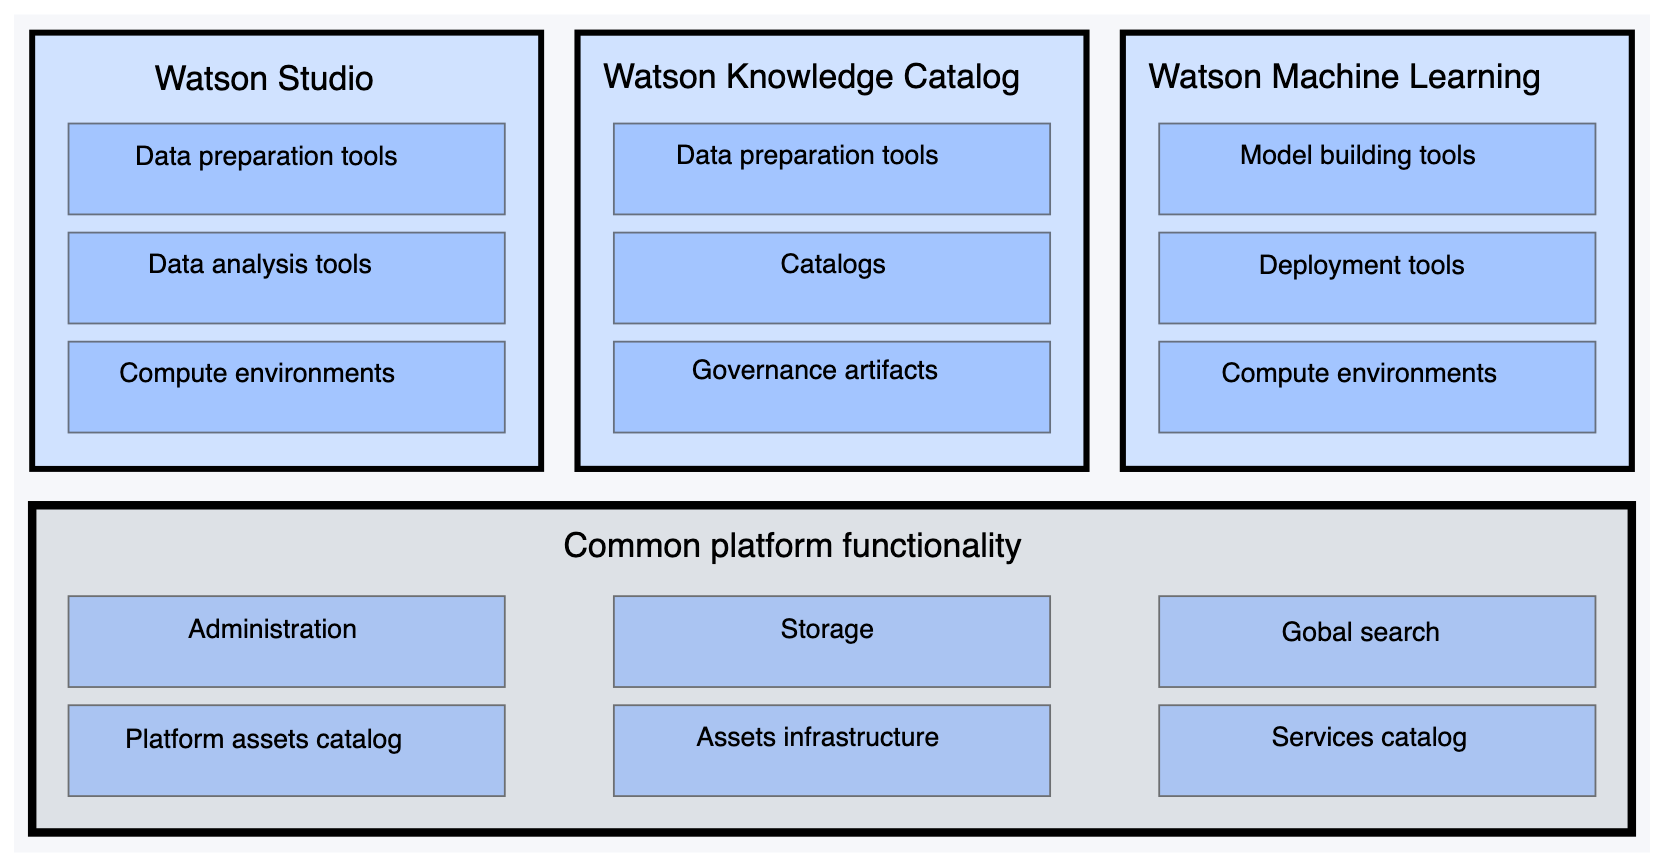 Watson Studio
Data preparation tools
Data analysis tools
Compute environments
Watson Knowledge Catalog
Data preparation tools
Catalogs
Governance artifacts
Watson Machine Learning
Model building tools
Deployment tools
Compute environments
Common platform functionality
Administration
Storage
Gobal search
Platform assets catalog
Assets infrastructure
Services catalog